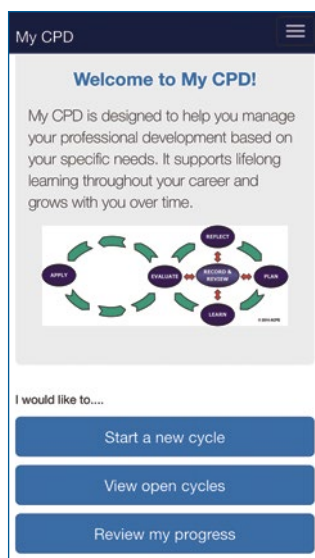 My CPD
Welcome to My CPD!
My CPD is designed to help you manage
your professional development based on
your specific needs. It supports lifelong
learning throughout your career and
grows with you over time.
REFLECT
APPLY
EVALUATE
RECORD &
REVIEW
PLAN
LEARN
© 2015 ACPE
I would like to....
Start a new cycle
View open cycles
Review my progress